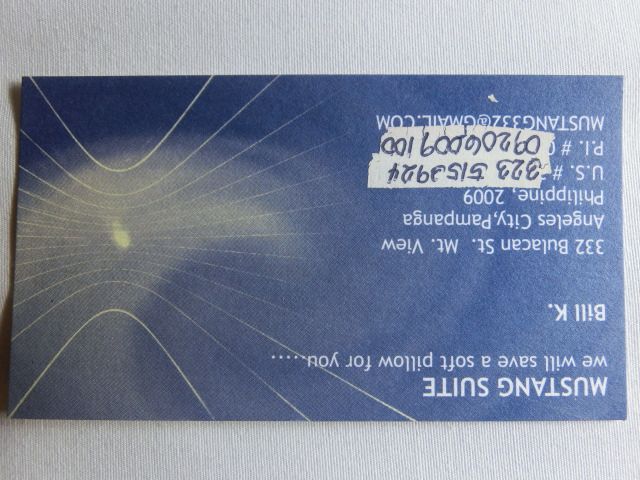 MUSTANG SUITE
we will save a soft pillow for you.....
Bill K.
332 Bulacan St. Mt. View
Angeles City,Pampanga
Philippine, 2009
U.S. # 323 515 3924
P.I. # 09206009100
MUSTANG332@GMAIL.COM